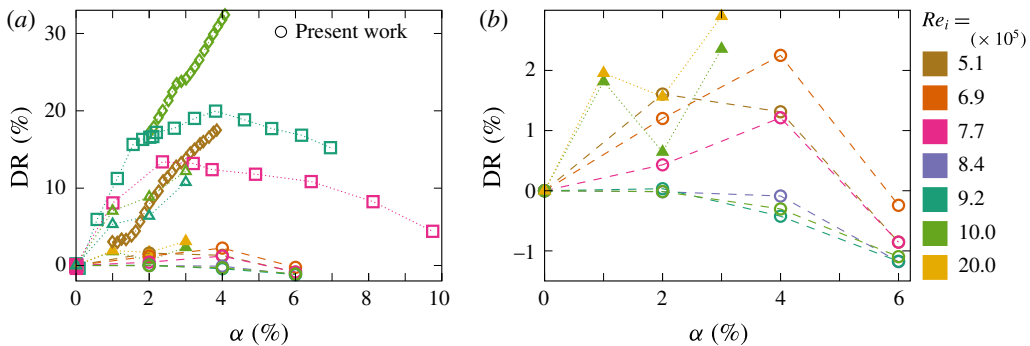 (a)
30
20
10
0
DR (%)
Present work
0 2 4 6 8 10
α (%)
(b)
2
1
0
−1
DR (%)
0 2 4 6
α (%)
Re_i =
(× 10⁵)
5.1
6.9
7.7
8.4
9.2
10.0
20.0